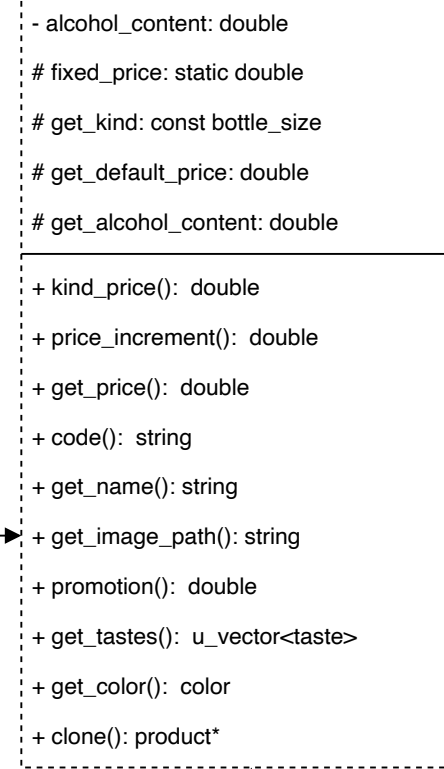 - alcohol_content: double
# fixed_price: static double
# get_kind: const bottle_size
# get_default_price: double
# get_alcohol_content: double
+ kind_price():  double
+ price_increment():  double
+ get_price():  double
+ code():  string
+ get_name(): string
+ get_image_path(): string
+ promotion():  double
+ get_tastes():  u_vector<taste>
+ get_color():  color
+ clone(): product*